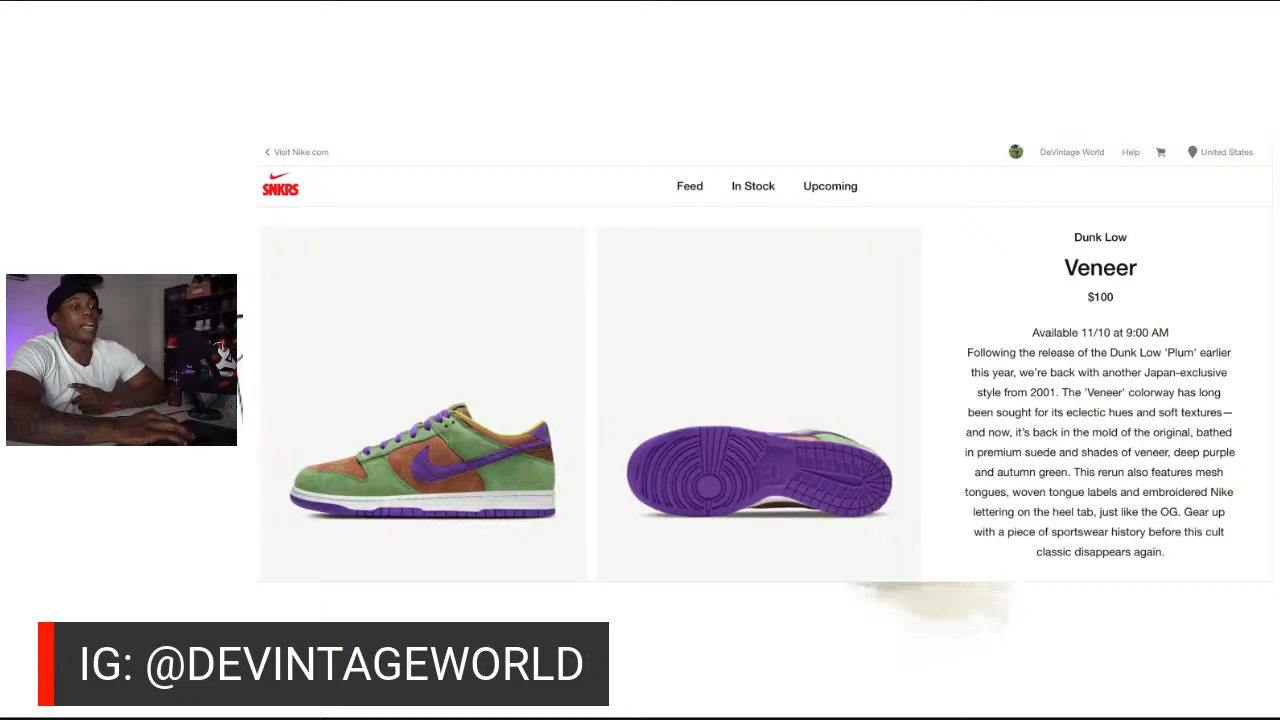 Visit Nike.com
DeVintage World
Help
United States
SNKRS
Feed
In Stock
Upcoming
Dunk Low
Veneer
$100
Available 11/10 at 9:00 AM
Following the release of the Dunk Low 'Plum' earlier
this year, we're back with another Japan-exclusive
style from 2001. The 'Veneer' colorway has long
been sought for its eclectic hues and soft textures—
and now, it's back in the mold of the original, bathed
in premium suede and shades of veneer, deep purple
and autumn green. This rerun also features mesh
tongues, woven tongue labels and embroidered Nike
lettering on the heel tab, just like the OG. Gear up
with a piece of sportswear history before this cult
classic disappears again.
IG: @DEVINTAGEWORLD